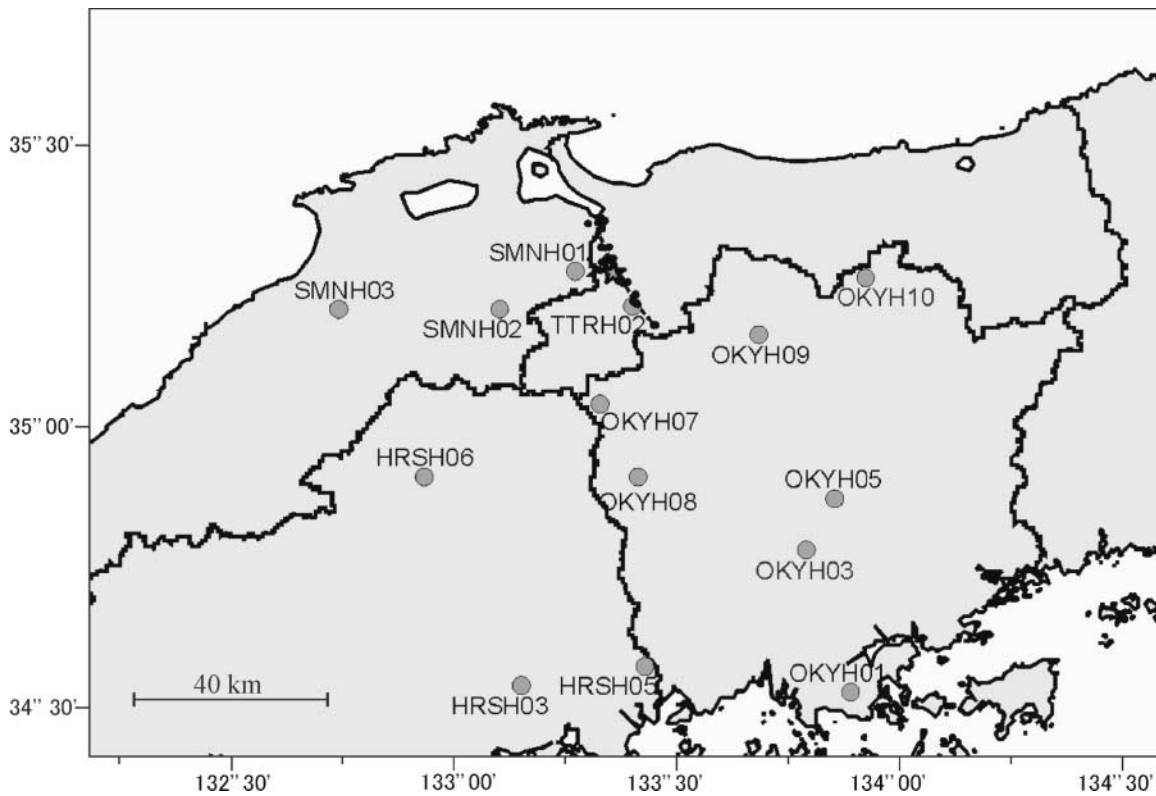 35" 30'
SMNH01
SMNH03
SMNH02
TTRH02
OKYH10
OKYH09
35" 00'
OKYH07
HRSH06
OKYH08
OKYH05
OKYH03
HRSH05
OKYH01
40 km
HRSH03
34" 30'
132" 30'
133" 00'
133" 30'
134" 00'
134" 30'